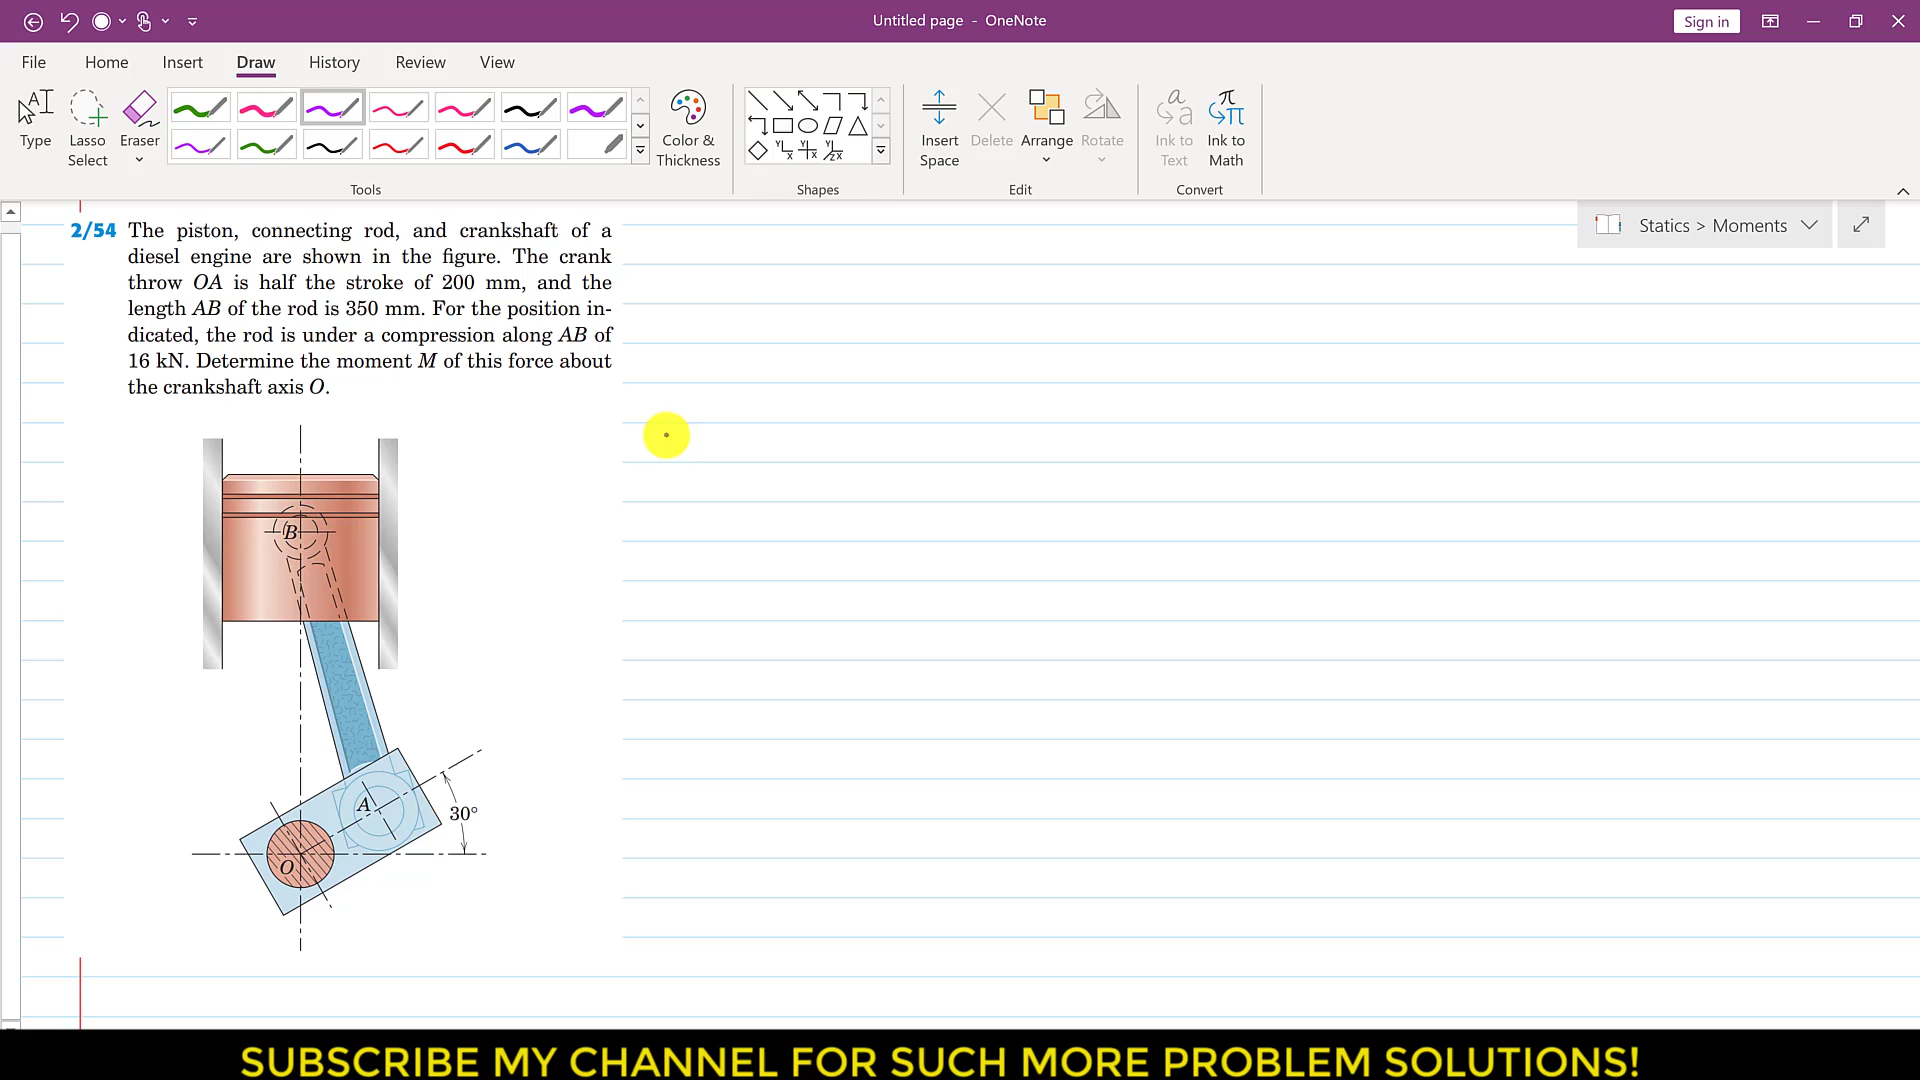 Untitled page - OneNote
Sign in
File Home Insert Draw History Review View
Type
Lasso Select
Eraser
Color & Thickness
Insert Space
Delete
Arrange
Rotate
Ink to Text
Ink to Math
Tools
Shapes
Edit
Convert
Statics > Moments
2/54 The piston, connecting rod, and crankshaft of a
diesel engine are shown in the figure. The crank
throw OA is half the stroke of 200 mm, and the
length AB of the rod is 350 mm. For the position in-
dicated, the rod is under a compression along AB of
16 kN. Determine the moment M of this force about
the crankshaft axis O.
B
A
30°
O
SUBSCRIBE MY CHANNEL FOR SUCH MORE PROBLEM SOLUTIONS!